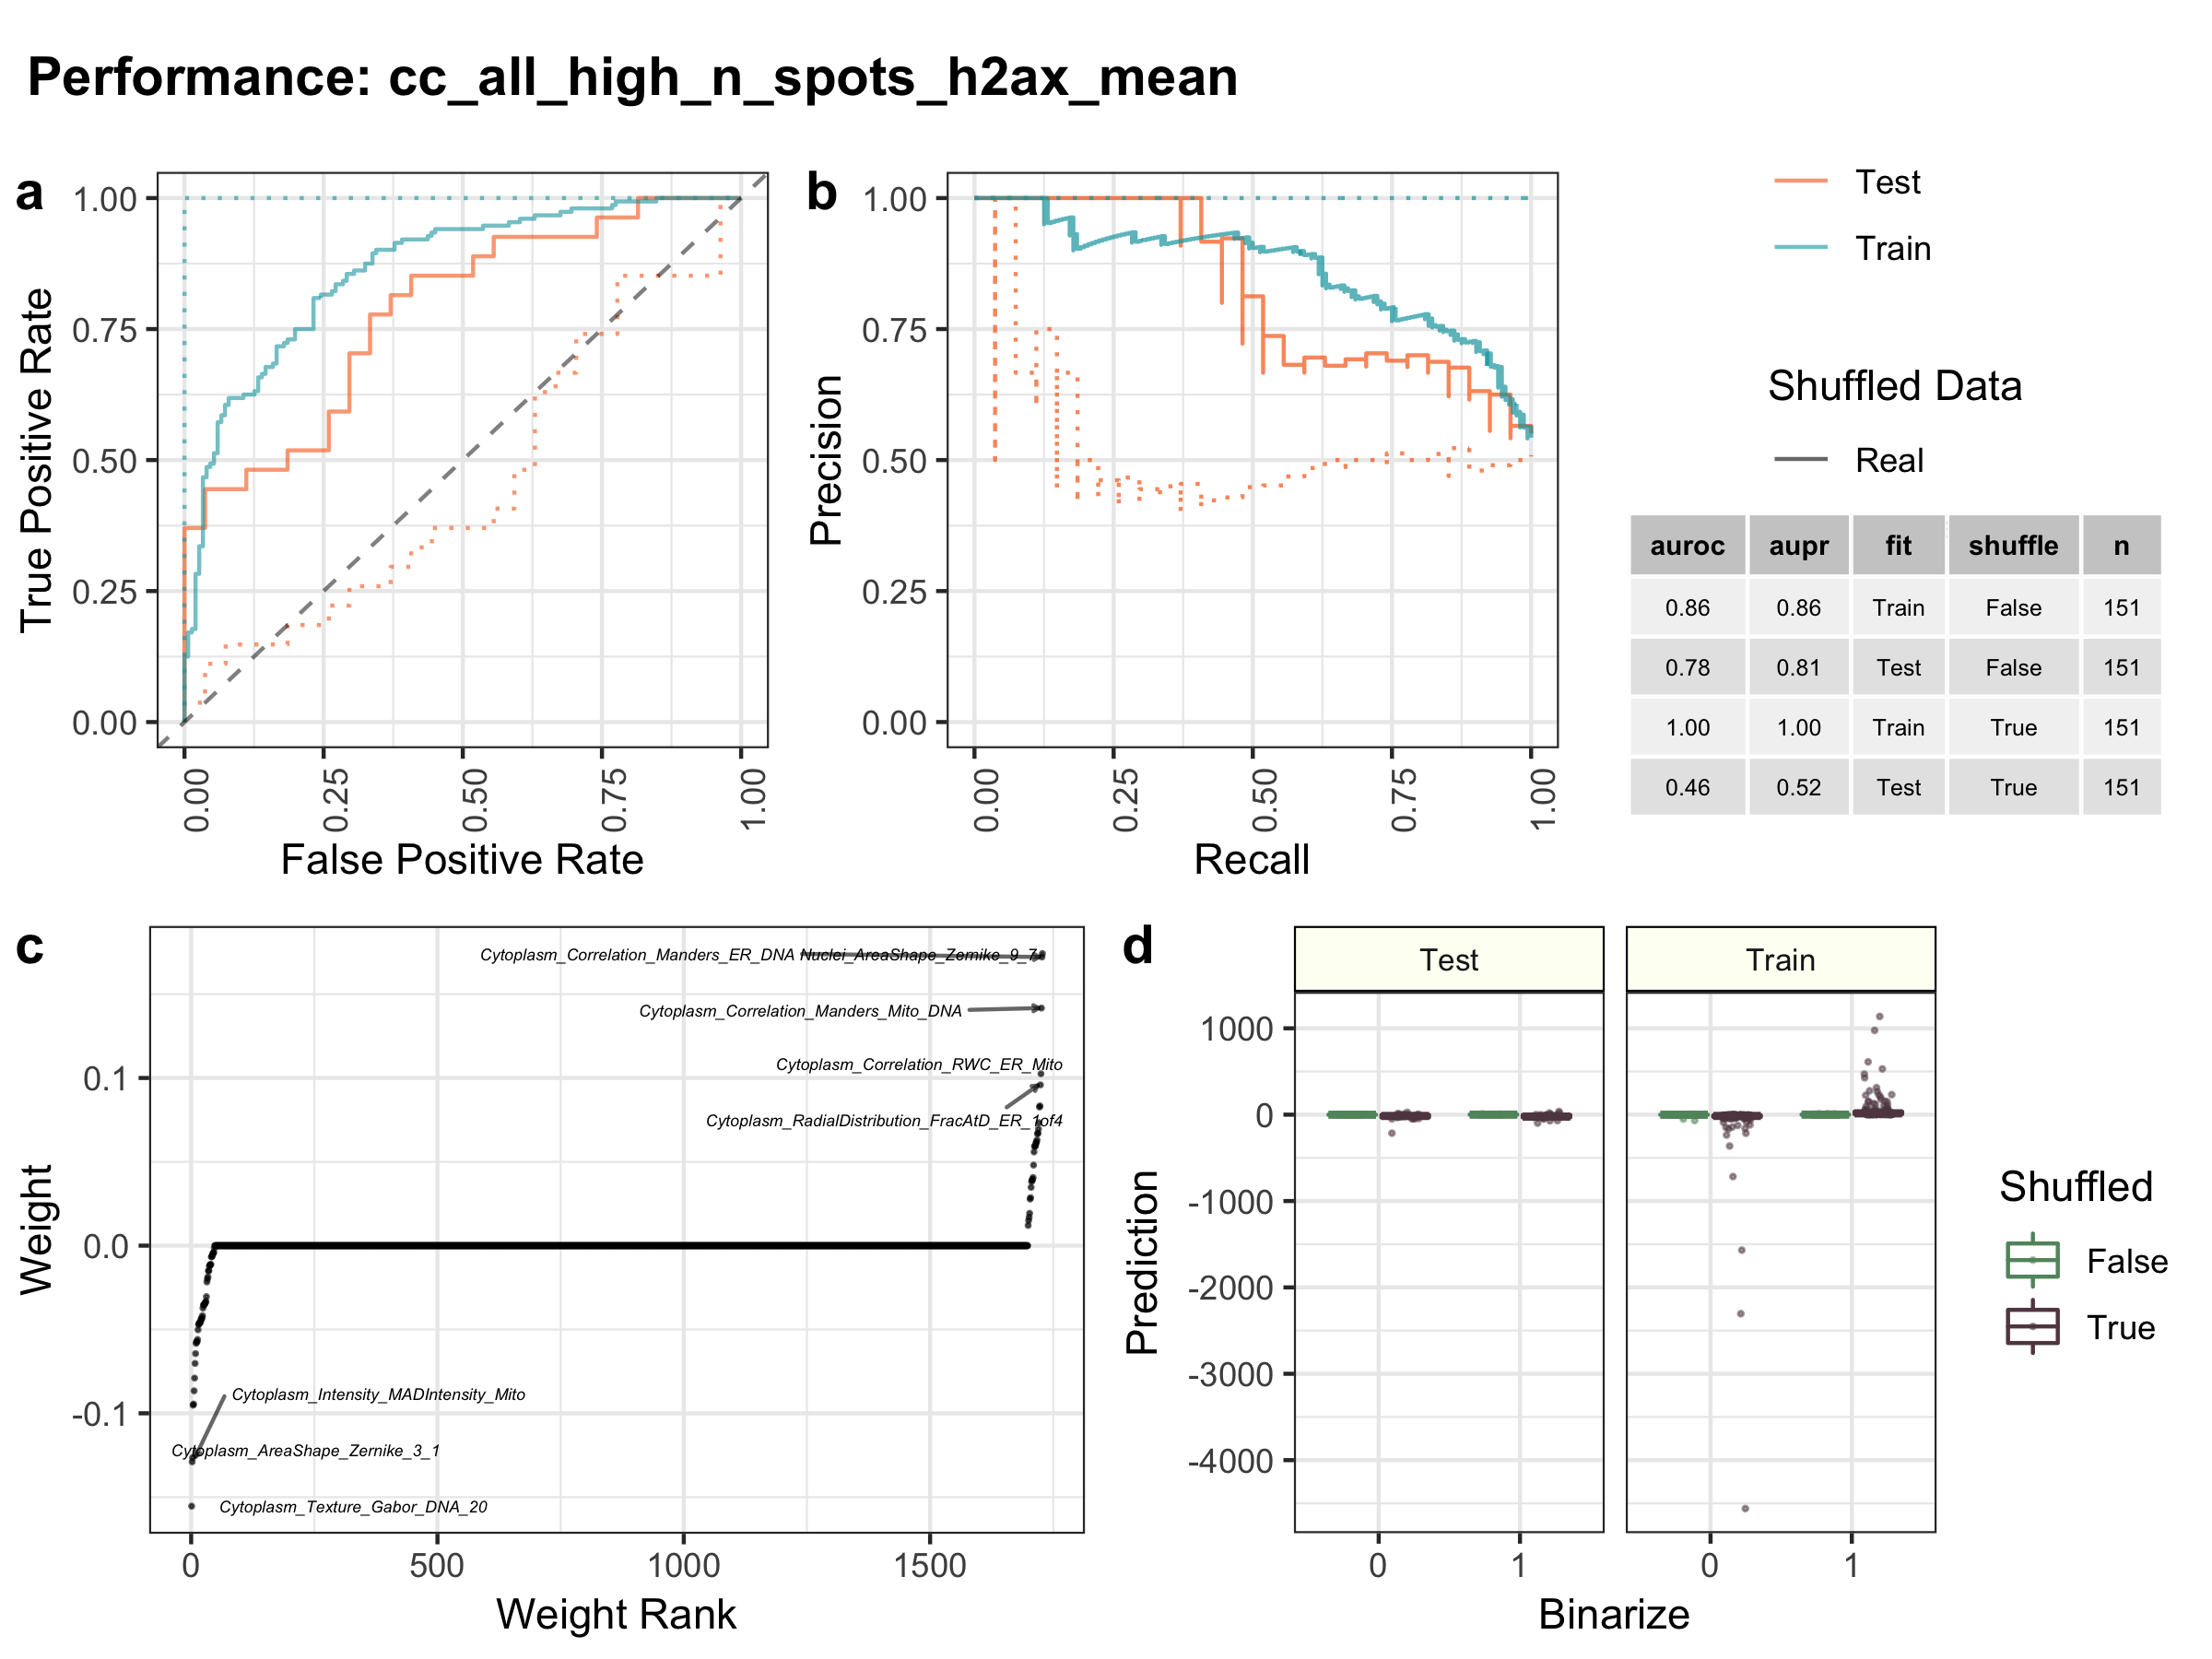 Performance: cc_all_high_n_spots_h2ax_mean
a
True Positive Rate
1.00
0.75
0.50
0.25
0.00
0.00 0.25 0.50 0.75 1.00
False Positive Rate
b
Precision
1.00
0.75
0.50
0.25
0.00
0.00 0.25 0.50 0.75 1.00
Recall
Test
Train
Shuffled Data
Real
auroc aupr fit shuffle n
0.86 0.86 Train False 151
0.78 0.81 Test False 151
1.00 1.00 Train True 151
0.46 0.52 Test True 151
c
Weight
0.1
0.0
-0.1
Cytoplasm_Correlation_Manders_ER_DNA Nuclei_AreaShape_Zernike_9_7
Cytoplasm_Correlation_Manders_Mito_DNA
Cytoplasm_Correlation_RWC_ER_Mito
Cytoplasm_RadialDistribution_FracAtD_ER_1of4
Cytoplasm_Intensity_MADIntensity_Mito
Cytoplasm_AreaShape_Zernike_3_1
Cytoplasm_Texture_Gabor_DNA_20
0 500 1000 1500
Weight Rank
d
Test Train
Prediction
1000
0
-1000
-2000
-3000
-4000
0 1 0 1
Binarize
Shuffled
False
True